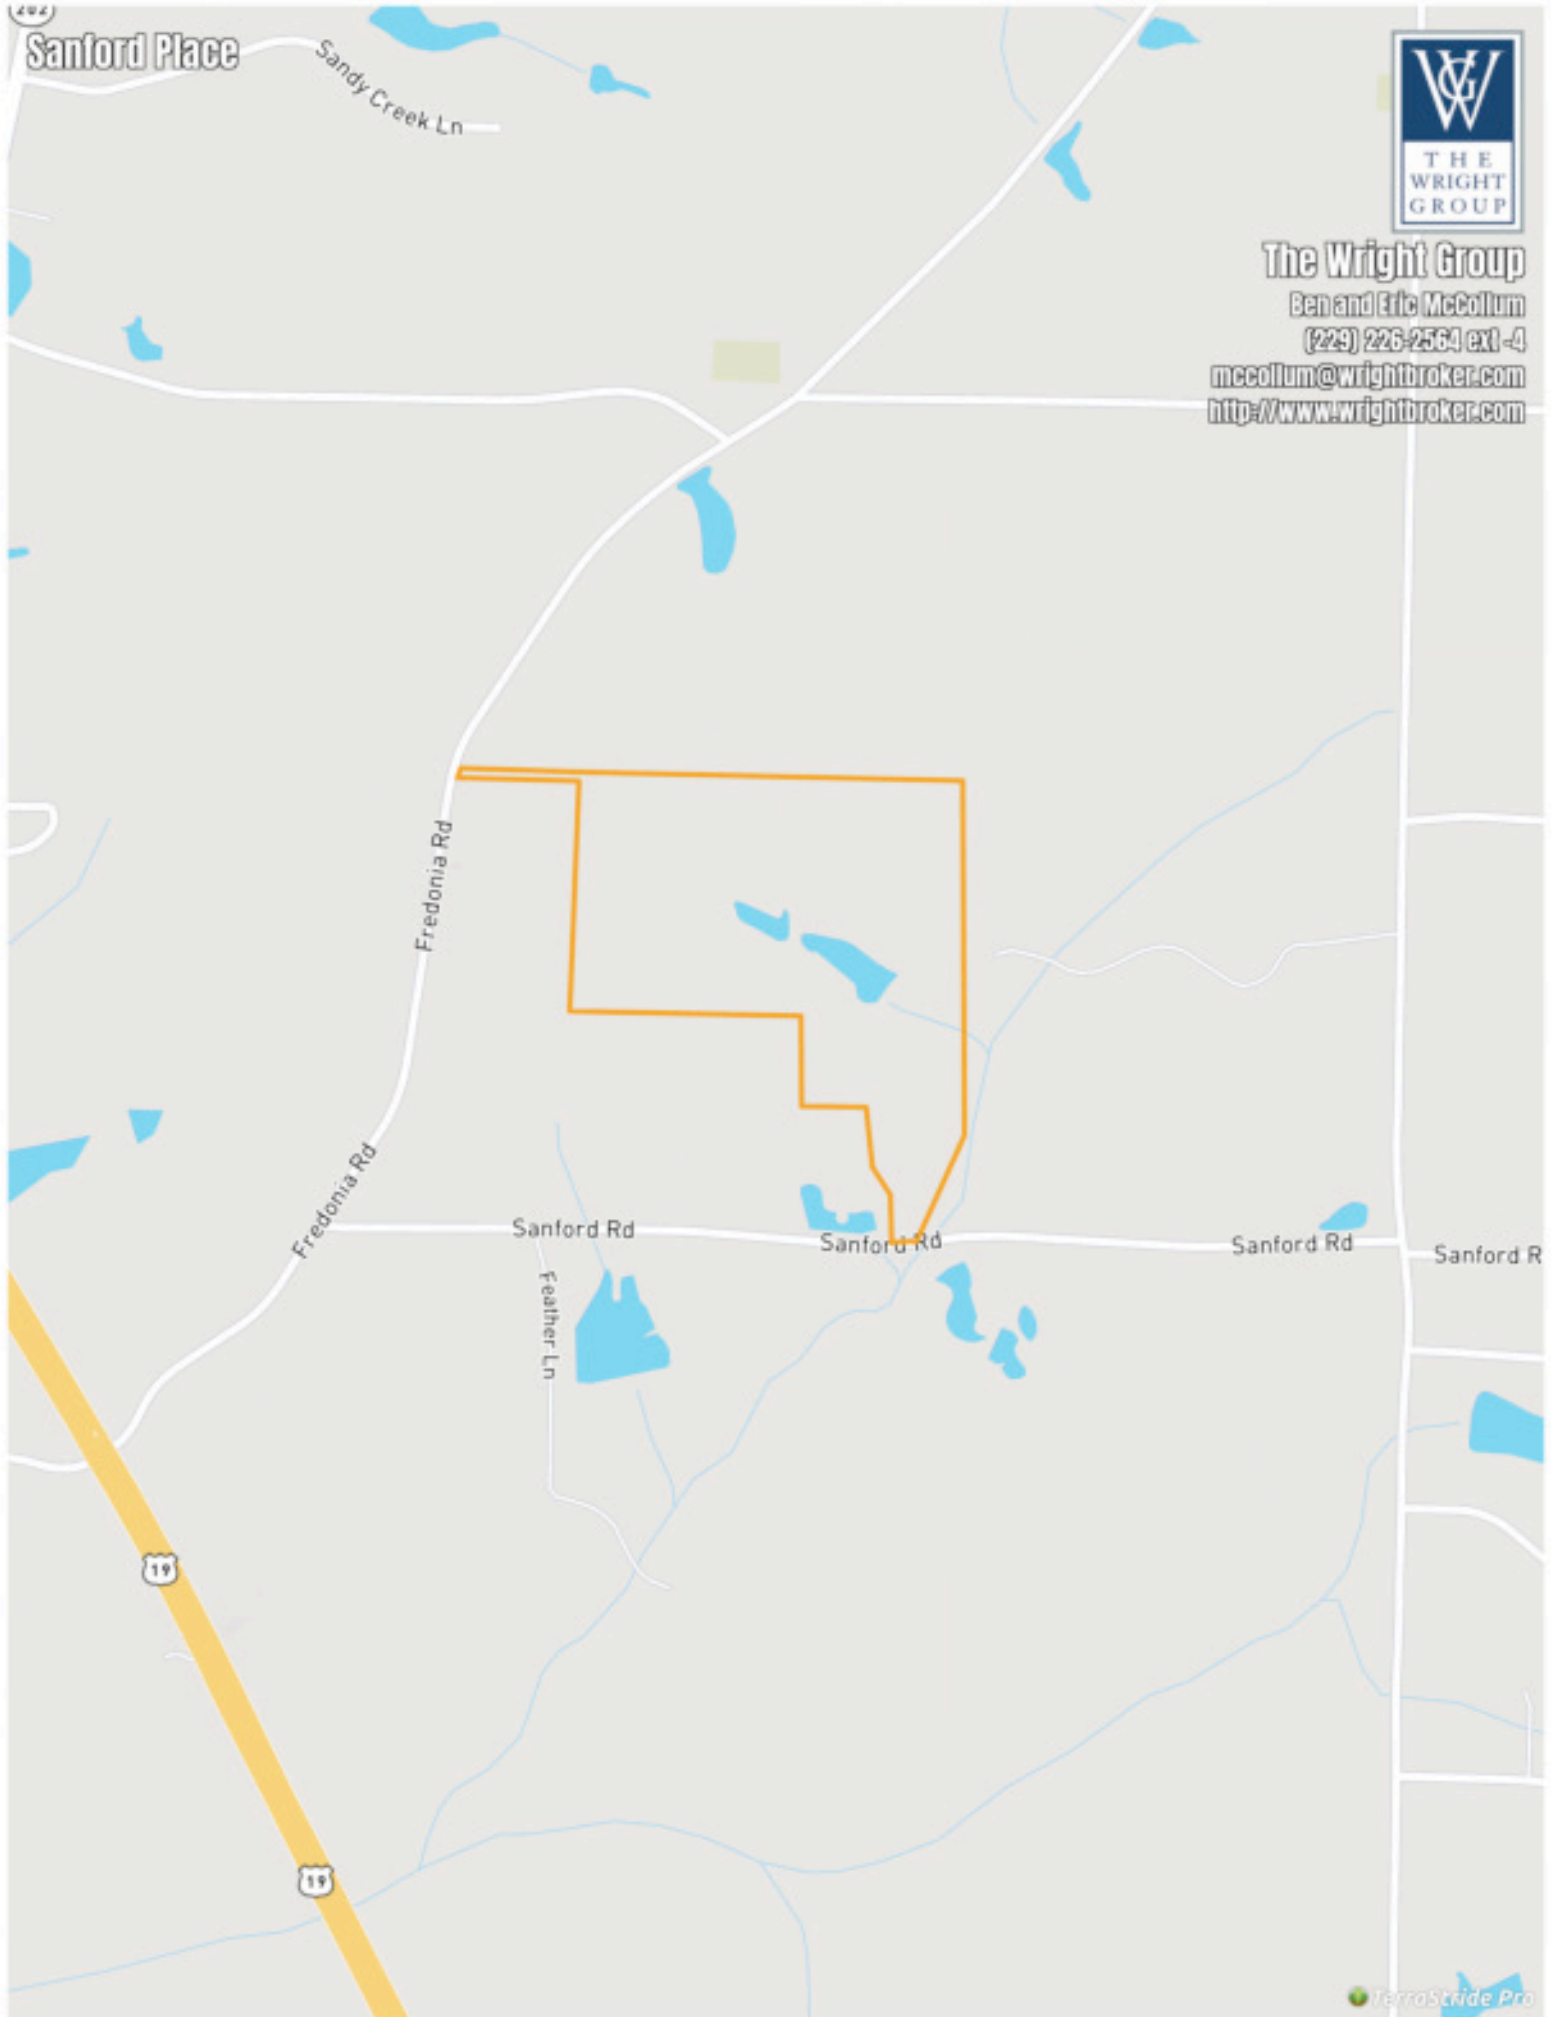 202
Sanford Place
Sandy Creek Ln
WG
THE
WRIGHT
GROUP
The Wright Group
Ben and Eric McCollum
(229) 226-2564 ext -4
mccollum@wrightbroker.com
http://www.wrightbroker.com
Fredonia Rd
Fredonia Rd
Sanford Rd
Sanford Rd
Sanford Rd
Sanford R
Feather Ln
19
19
TerraStride Pro